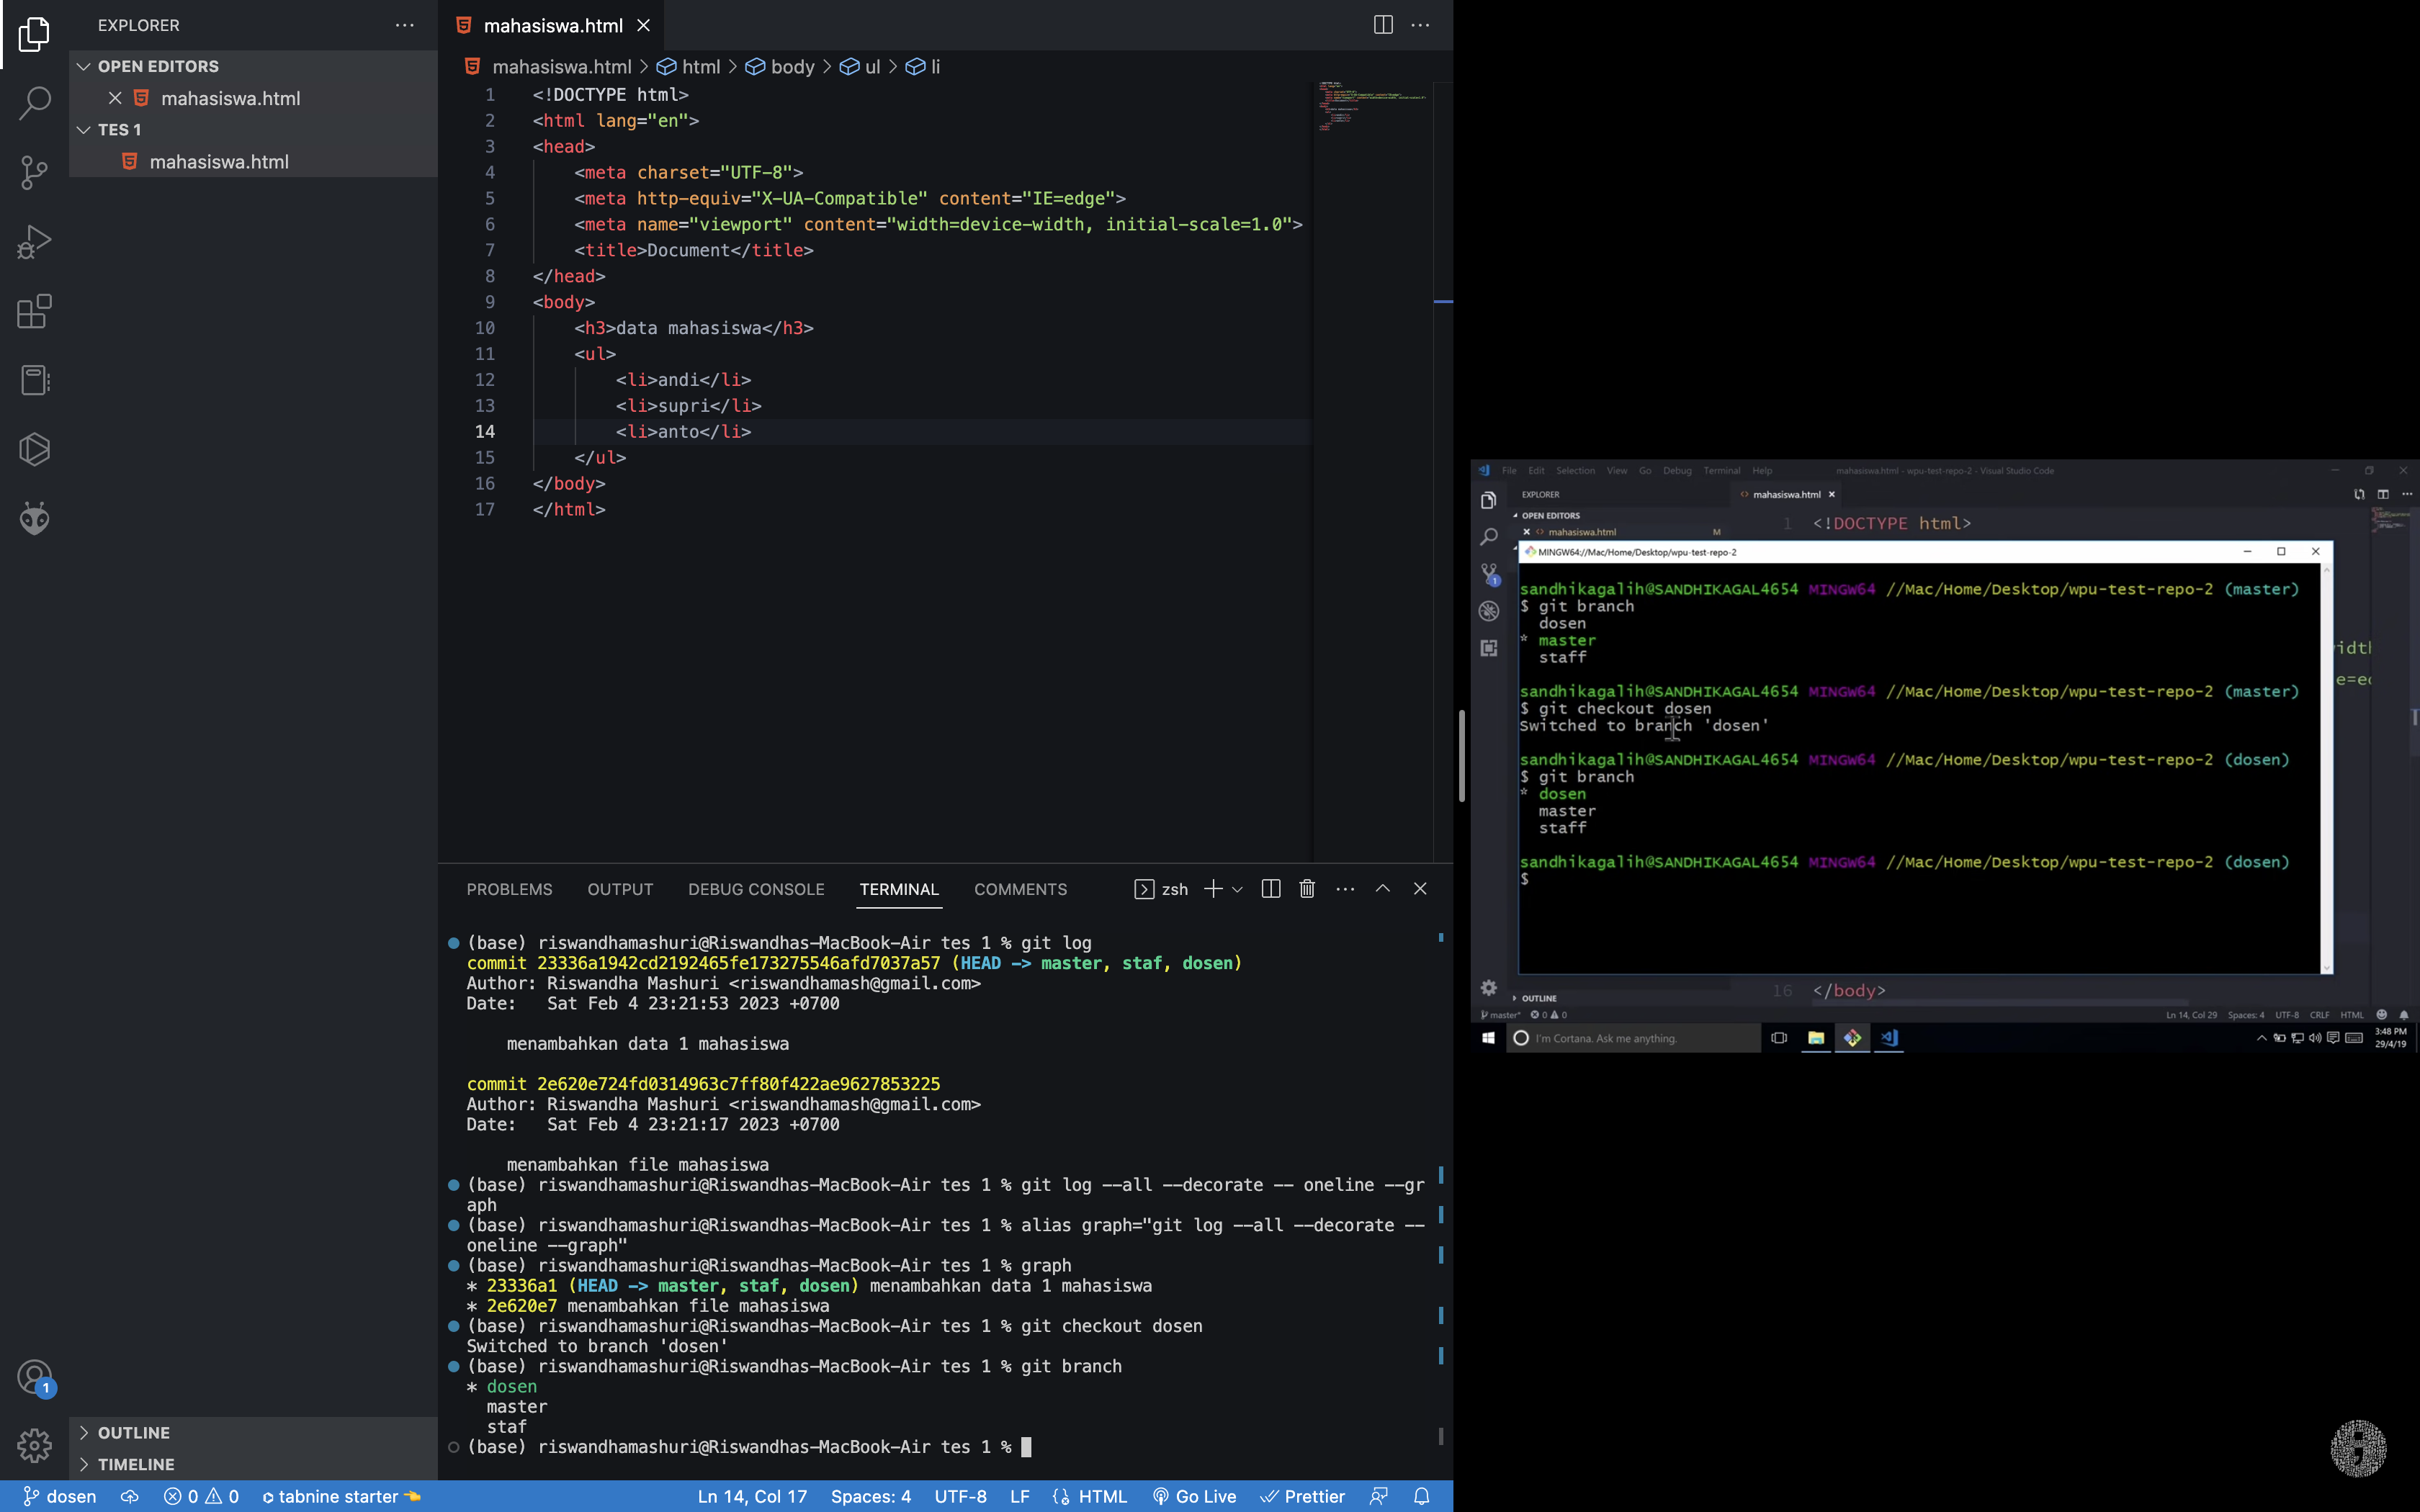 EXPLORER
OPEN EDITORS
mahasiswa.html
TES 1
mahasiswa.html
OUTLINE
TIMELINE
mahasiswa.html
mahasiswa.html > html > body > ul > li
1 <!DOCTYPE html>
2 <html lang="en">
3 <head>
4 <meta charset="UTF-8">
5 <meta http-equiv="X-UA-Compatible" content="IE=edge">
6 <meta name="viewport" content="width=device-width, initial-scale=1.0">
7 <title>Document</title>
8 </head>
9 <body>
10 <h3>data mahasiswa</h3>
11 <ul>
12 <li>andi</li>
13 <li>supri</li>
14 <li>anto</li>
15 </ul>
16 </body>
17 </html>
PROBLEMS OUTPUT DEBUG CONSOLE TERMINAL COMMENTS zsh
(base) riswandhamashuri@Riswandhas-MacBook-Air tes 1 % git log
commit 23336a1942cd2192465fe173275546afd7037a57 (HEAD -> master, staf, dosen)
Author: Riswandha Mashuri <riswandhamash@gmail.com>
Date: Sat Feb 4 23:21:53 2023 +0700
menambahkan data 1 mahasiswa
commit 2e620e724fd0314963c7ff80f422ae9627853225
Author: Riswandha Mashuri <riswandhamash@gmail.com>
Date: Sat Feb 4 23:21:17 2023 +0700
menambahkan file mahasiswa
(base) riswandhamashuri@Riswandhas-MacBook-Air tes 1 % git log --all --decorate -- oneline --gr
aph
(base) riswandhamashuri@Riswandhas-MacBook-Air tes 1 % alias graph="git log --all --decorate --
oneline --graph"
(base) riswandhamashuri@Riswandhas-MacBook-Air tes 1 % graph
* 23336a1 (HEAD -> master, staf, dosen) menambahkan data 1 mahasiswa
* 2e620e7 menambahkan file mahasiswa
(base) riswandhamashuri@Riswandhas-MacBook-Air tes 1 % git checkout dosen
Switched to branch 'dosen'
(base) riswandhamashuri@Riswandhas-MacBook-Air tes 1 % git branch
* dosen
master
staf
(base) riswandhamashuri@Riswandhas-MacBook-Air tes 1 %
1
dosen 0 0 tabnine starter Ln 14, Col 17 Spaces: 4 UTF-8 LF HTML Go Live Prettier
File Edit Selection View Go Debug Terminal Help mahasiswa.html - wpu-test-repo-2 - Visual Studio Code
EXPLORER mahasiswa.html
OPEN EDITORS
mahasiswa.html M
1 <!DOCTYPE html>
MINGW64://Mac/Home/Desktop/wpu-test-repo-2
1
sandhikagalih@SANDHIKAGAL4654 MINGW64 //Mac/Home/Desktop/wpu-test-repo-2 (master)
$ git branch
dosen
* master
staff
sandhikagalih@SANDHIKAGAL4654 MINGW64 //Mac/Home/Desktop/wpu-test-repo-2 (master)
$ git checkout dosen
Switched to branch 'dosen'
sandhikagalih@SANDHIKAGAL4654 MINGW64 //Mac/Home/Desktop/wpu-test-repo-2 (dosen)
$ git branch
* dosen
master
staff
sandhikagalih@SANDHIKAGAL4654 MINGW64 //Mac/Home/Desktop/wpu-test-repo-2 (dosen)
$
16 </body>
OUTLINE
master* 0 0 Ln 14, Col 29 Spaces: 4 UTF-8 CRLF HTML
I'm Cortana. Ask me anything.
3:48 PM
29/4/19